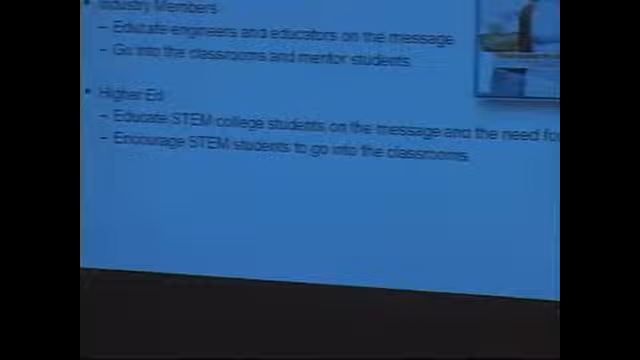 • Industry Members
– Educate engineers and educators on the message
– Go into the classrooms and mentor students
• Higher Ed
– Educate STEM college students on the message and the need for
– Encourage STEM students to go into the classrooms